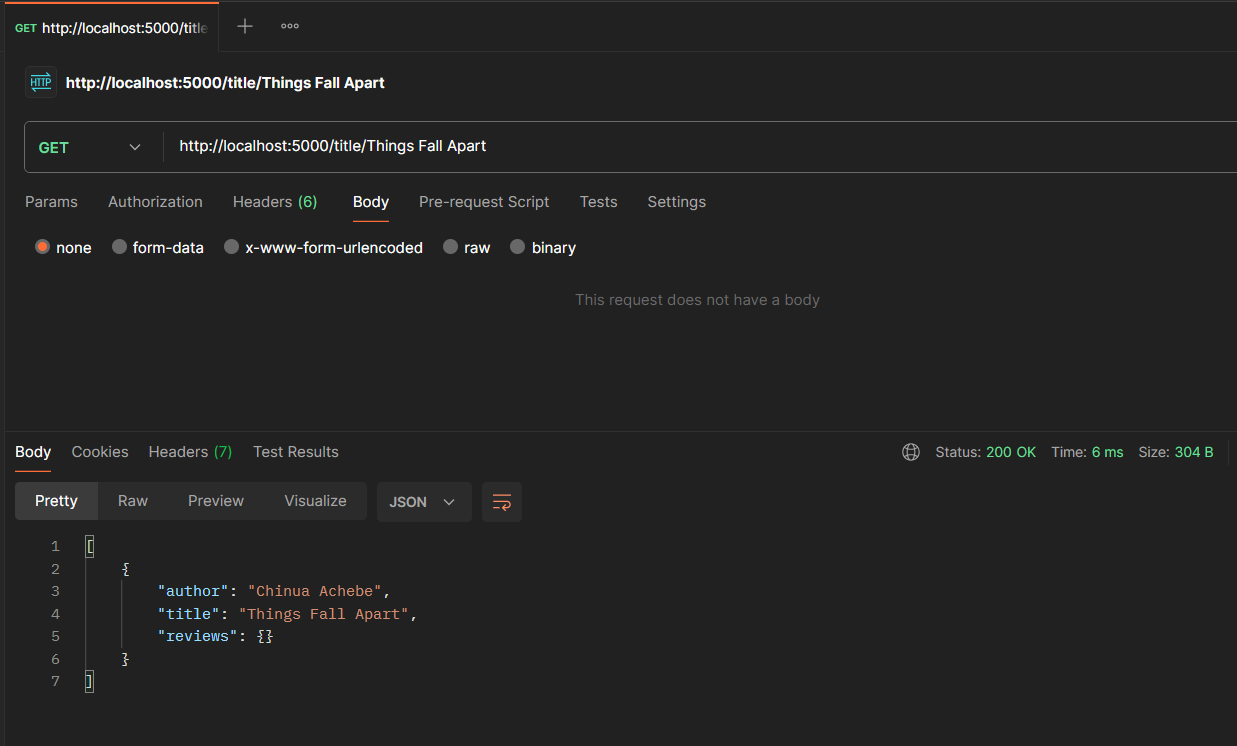 GET http://localhost:5000/title
HTTP http://localhost:5000/title/Things Fall Apart
GET http://localhost:5000/title/Things Fall Apart
Params Authorization Headers (6) Body Pre-request Script Tests Settings
none form-data x-www-form-urlencoded raw binary
This request does not have a body
Body Cookies Headers (7) Test Results Status: 200 OK Time: 6 ms Size: 304 B
Pretty Raw Preview Visualize JSON
1 [
2 {
3 "author": "Chinua Achebe",
4 "title": "Things Fall Apart",
5 "reviews": {}
6 }
7 ]